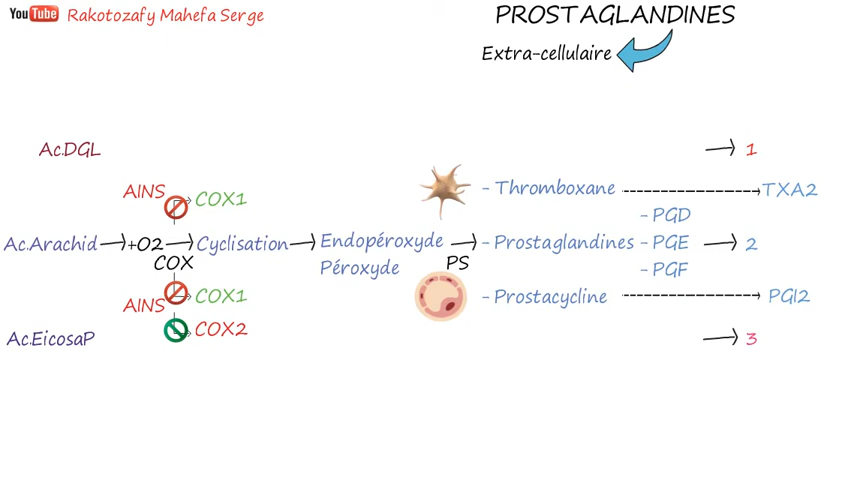 YouTube Rakotozafy Mahefa Serge
PROSTAGLANDINES
Extra-cellulaire
Ac.DGL
1
AINS
COX1
- Thromboxane
TXA2
- PGD
Ac.Arachid
+O2
Cyclisation
Endopéroxyde
- Prostaglandines
- PGE
2
COX
Péroxyde
PS
- PGF
AINS
COX1
- Prostacycline
PGI2
COX2
Ac.EicosaP
3